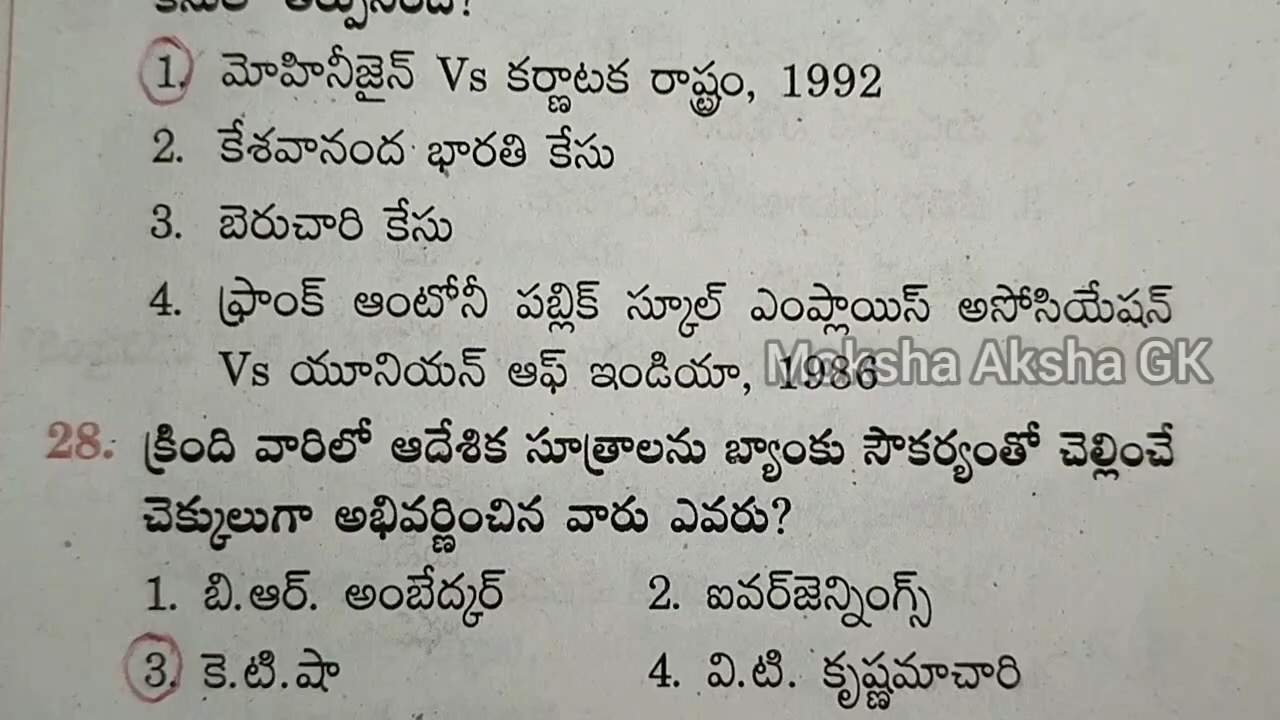 1. మోహినీజైన్ Vs కర్ణాటక రాష్ట్రం, 1992
2. కేశవానంద భారతి కేసు
3. బెరుచారి కేసు
4. ఫ్రాంక్ ఆంటోనీ పబ్లిక్ స్కూల్ ఎంప్లాయిస్ అసోసియేషన్
Vs యూనియన్ ఆఫ్ ఇండియా, 1986
Moksha Aksha GK
28. క్రింది వారిలో ఆదేశిక సూత్రాలను బ్యాంకు సౌకర్యంతో చెల్లించే
చెక్కులుగా అభివర్ణించిన వారు ఎవరు?
1. బి.ఆర్. అంబేద్కర్ 2. ఐవర్‌జెన్నింగ్స్
3. కె.టి.షా 4. వి.టి. కృష్ణమాచారి